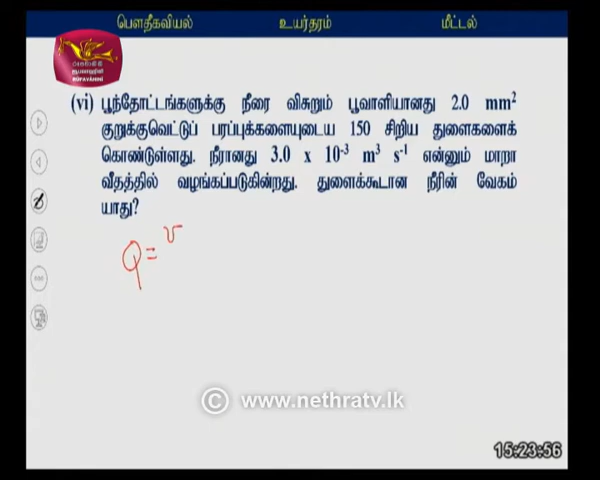 பௌதீகவியல் உயர்தரம் மீட்டல்
RUPAVAHINI
(vi) பூந்தோட்டங்களுக்கு நீரை விசுறும் பூவாளியானது 2.0 mm²
குறுக்குவெட்டுப் பரப்புக்களையுடைய 150 சிறிய துளைகளைக்
கொண்டுள்ளது. நீரானது 3.0 x 10⁻³ m³ s⁻¹ என்னும் மாறா
வீதத்தில் வழங்கப்படுகின்றது. துளைக்கூடான நீரின் வேகம்
யாது?
Q = v
© www.nethratv.lk
15:23:56